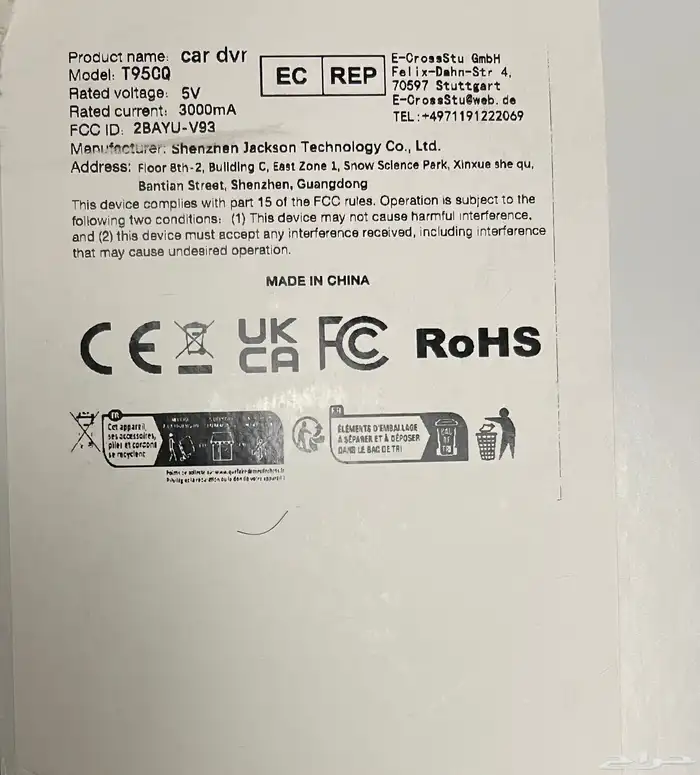 Product name: car dvr
Model: T95CQ
Rated voltage: 5V
Rated current: 3000mA
FCC ID: 2BAYU-V93
EC REP
E-CrossStu GmbH
Felix-Dahn-Str 4,
70597 Stuttgart
E-CrossStu@web.de
TEL:+4971191222069
Manufacturer: Shenzhen Jackson Technology Co., Ltd.
Address: Floor 8th-2, Building C, East Zone 1, Snow Science Park, Xinxue she qu,
Bantian Street, Shenzhen, Guangdong
This device complies with part 15 of the FCC rules. Operation is subject to the
following two conditions: (1) This device may not cause harmful interference.
and (2) this device must accept any interference received, including interference
that may cause undesired operation.
MADE IN CHINA
CE UK CA FC RoHS
FR
Cet appareil,
ses accessoires,
piles et cordons
se recyclent
FR
ÉLÉMENTS D'EMBALLAGE
À SÉPARER ET À DÉPOSER
DANS LE BAC DE TRI
BAC
DE
TRI
حراج